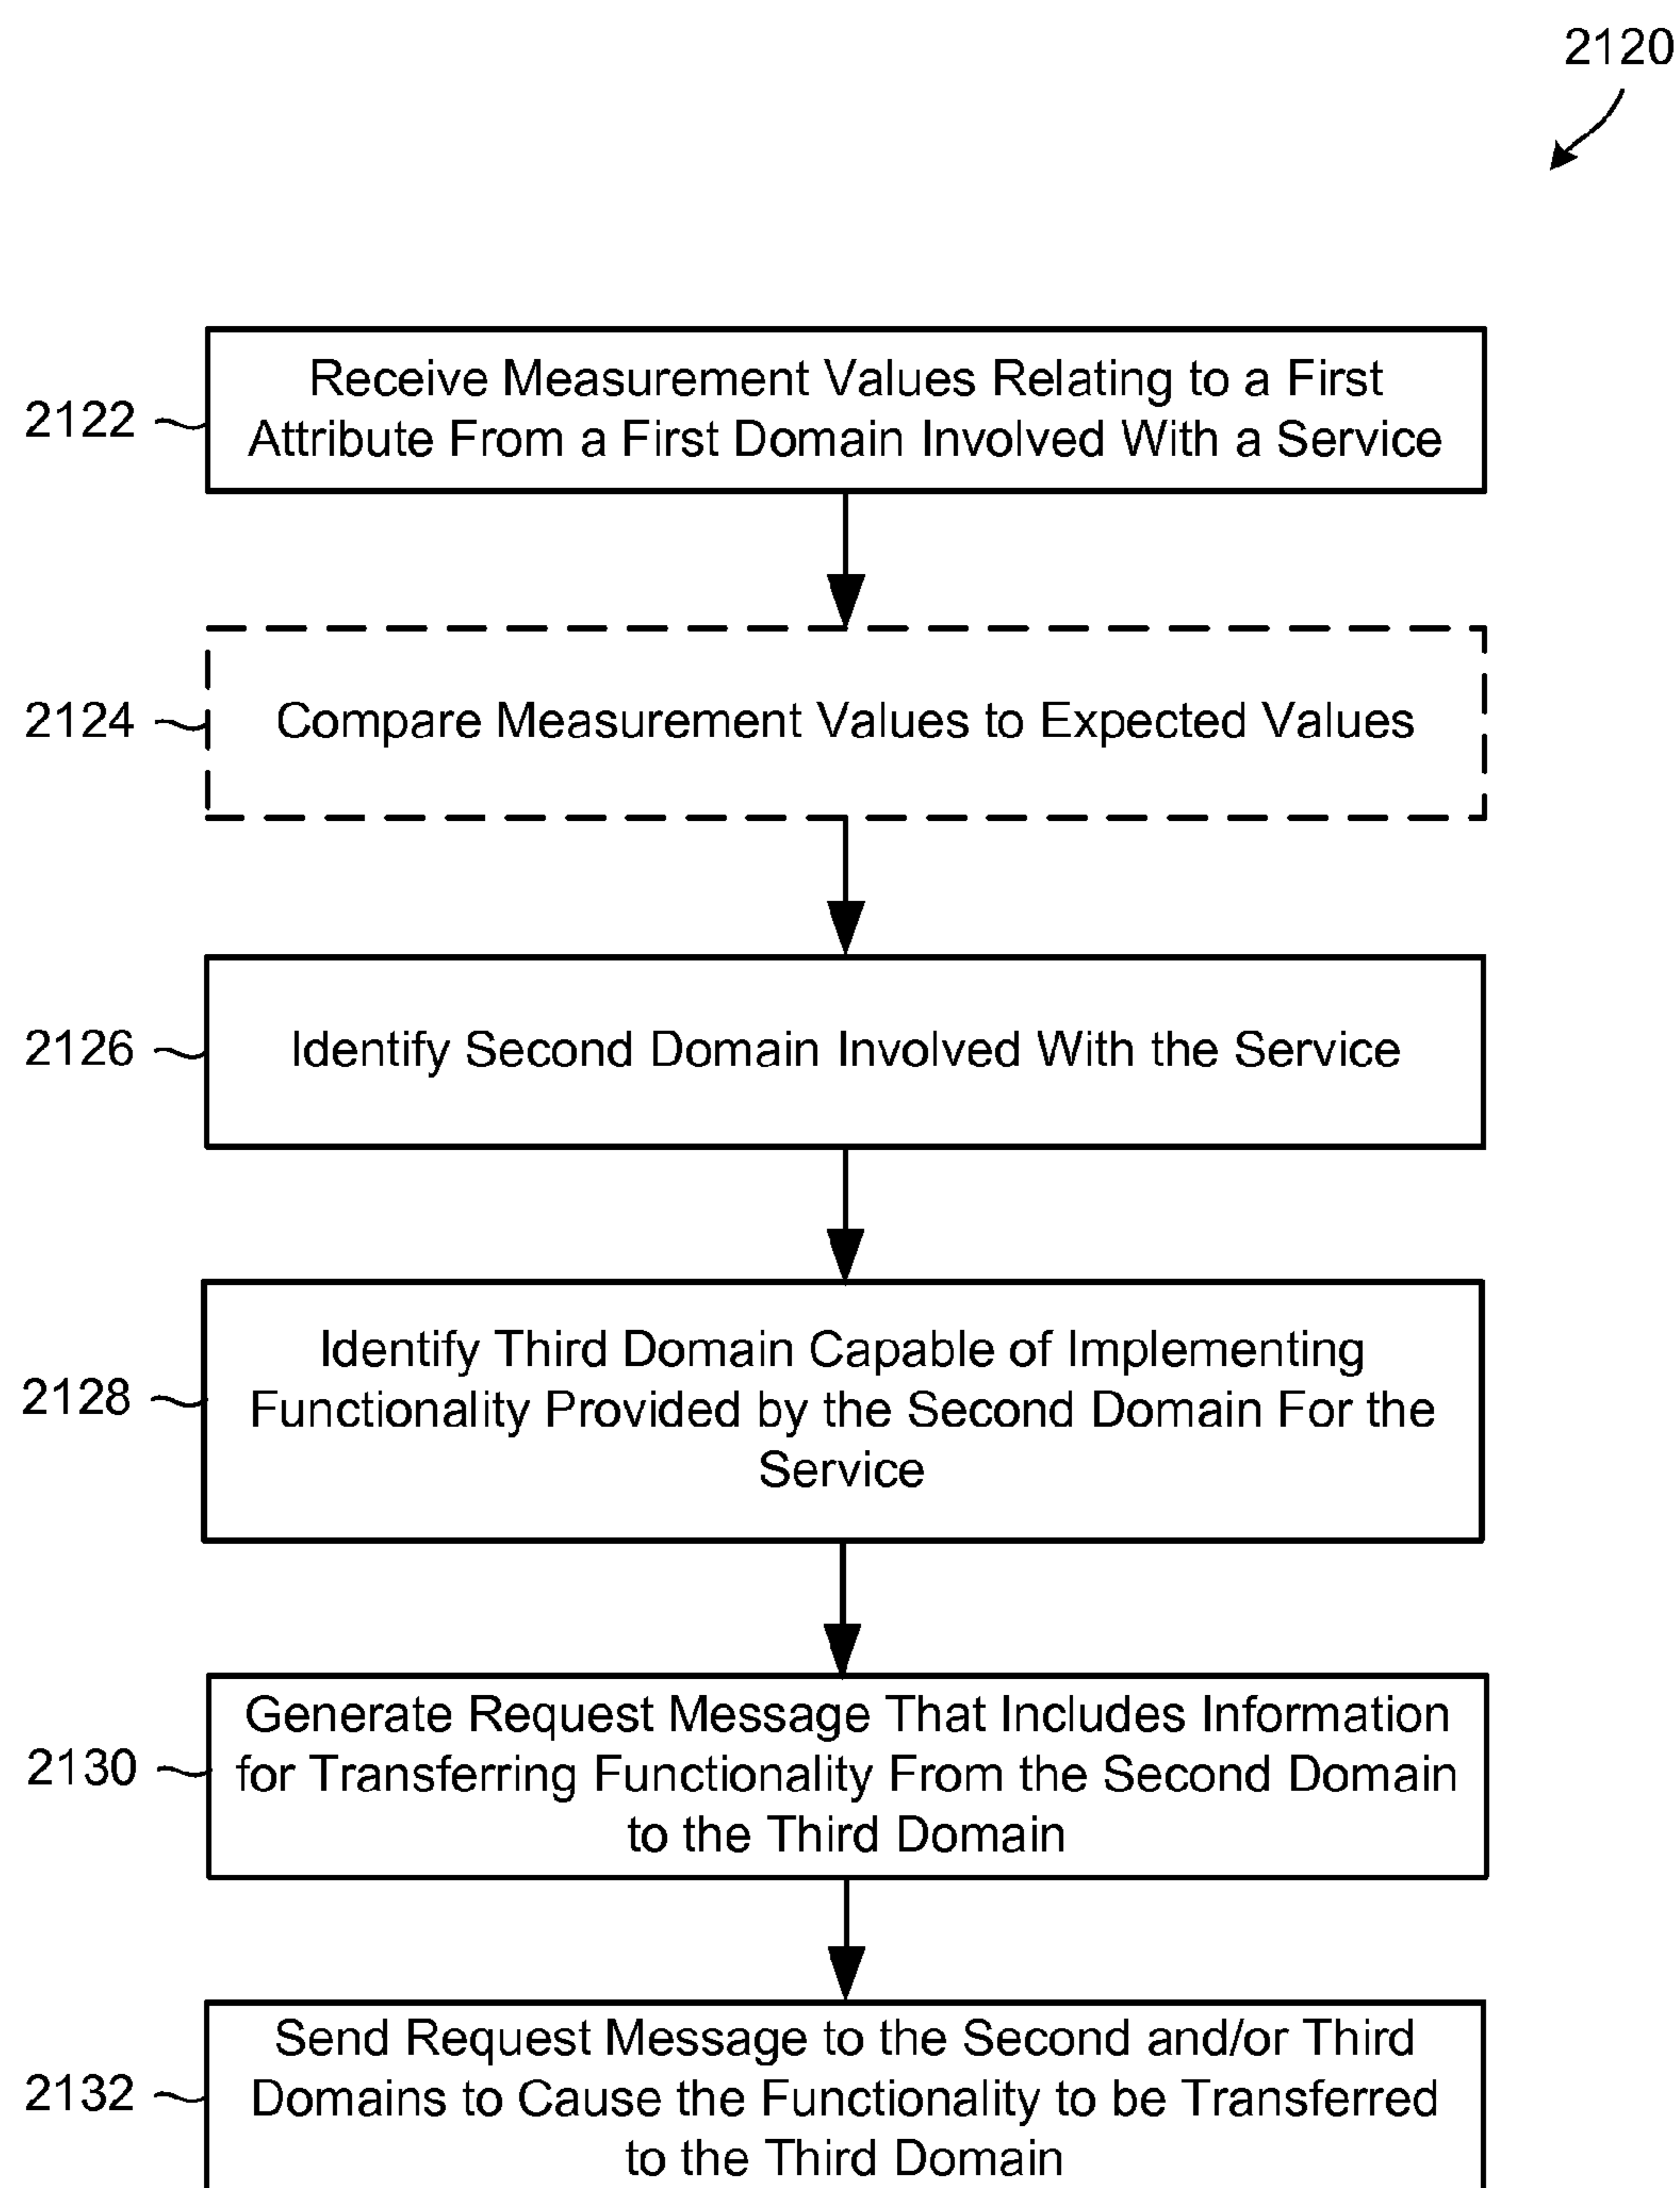 2120
2122
Receive Measurement Values Relating to a First
Attribute From a First Domain Involved With a Service
2124
Compare Measurement Values to Expected Values
2126
Identify Second Domain Involved With the Service
2128
Identify Third Domain Capable of Implementing
Functionality Provided by the Second Domain For the
Service
2130
Generate Request Message That Includes Information
for Transferring Functionality From the Second Domain
to the Third Domain
2132
Send Request Message to the Second and/or Third
Domains to Cause the Functionality to be Transferred
to the Third Domain